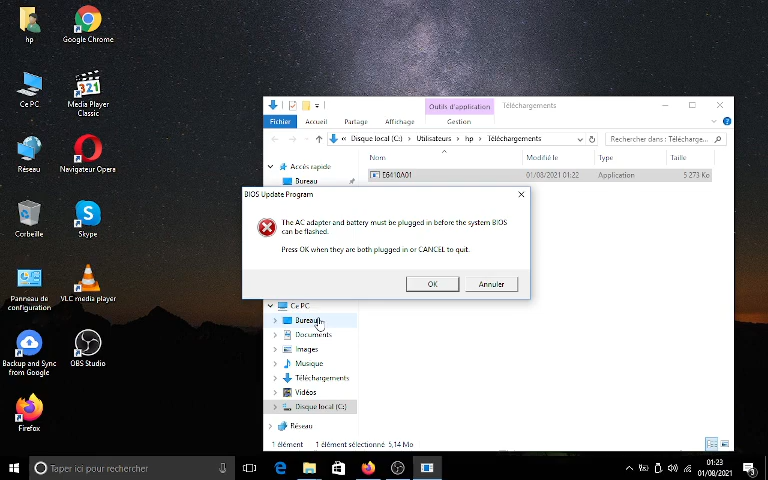 hp
Google Chrome
Ce PC
Media Player
Classic
Réseau
Navigateur Opera
Corbeille
Skype
Panneau de
configuration
VLC media player
Backup and Sync
from Google
OBS Studio
Firefox
Outils d'application
Téléchargements
Fichier
Accueil
Partage
Affichage
Gestion
« Disque local (C:) > Utilisateurs > hp > Téléchargements
Rechercher dans : Télécharge...
Nom
Modifié le
Type
Taille
Accès rapide
Bureau
E6410A01
01/08/2021 01:22
Application
5 273 Ko
BIOS Update Program
The AC adapter and battery must be plugged in before the system BIOS
can be flashed.
Press OK when they are both plugged in or CANCEL to quit.
OK
Annuler
Ce PC
Bureau
Documents
Images
Musique
Téléchargements
Vidéos
Disque local (C:)
Réseau
1 élément
1 élément sélectionné 5,14 Mo
Taper ici pour rechercher
01:23
01/08/2021
3